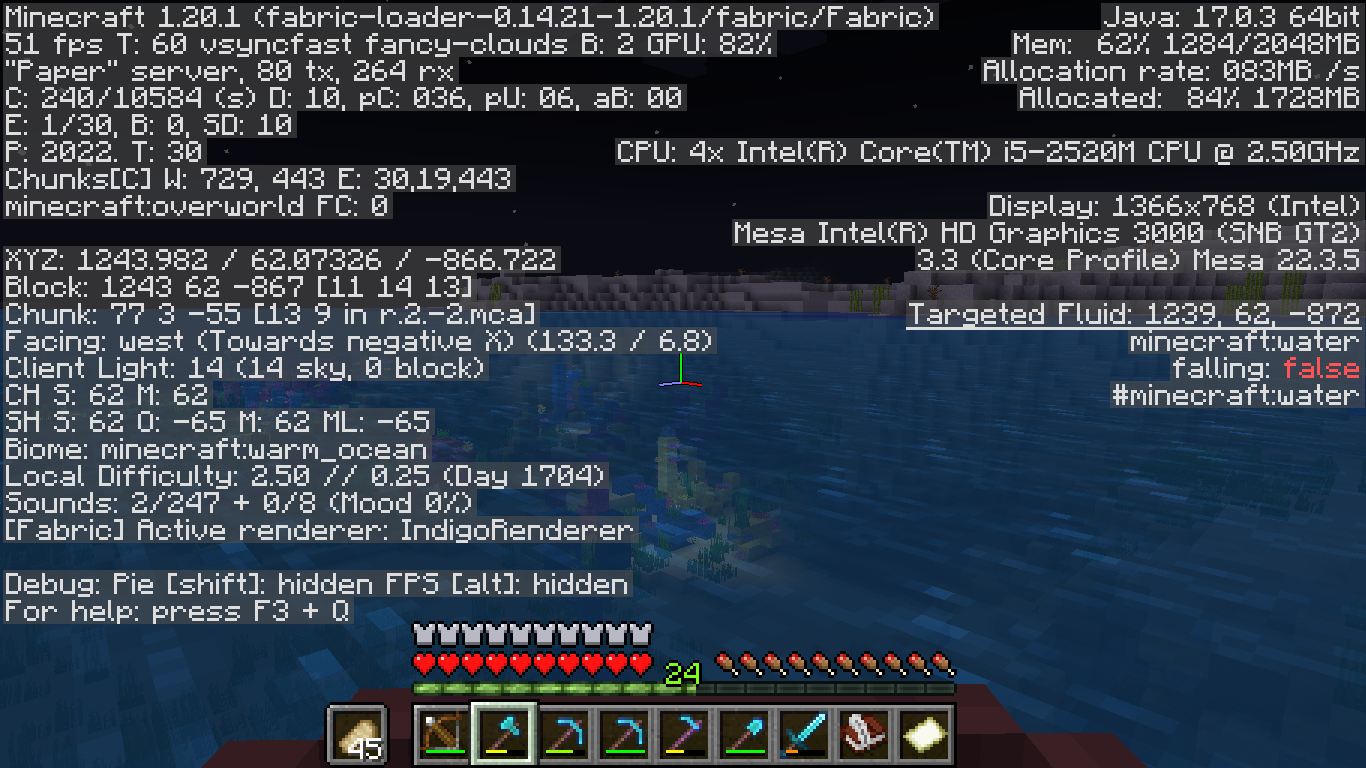 Minecraft 1.20.1 (fabric-loader-0.14.21-1.20.1/fabric/Fabric)
51 fps T: 60 vsyncfast fancy-clouds B: 2 GPU: 82%
"Paper" server, 80 tx, 264 rx
C: 240/10584 (s) D: 10, pC: 036, pU: 06, aB: 00
E: 1/30, B: 0, SD: 10
P: 2022. T: 30
Chunks[C] W: 729, 443 E: 30,19,443
minecraft:overworld FC: 0
XYZ: 1243.982 / 62.07326 / -866.722
Block: 1243 62 -867 [11 14 13]
Chunk: 77 3 -55 [13 9 in r.2.-2.mca]
Facing: west (Towards negative X) (133.3 / 6.8)
Client Light: 14 (14 sky, 0 block)
CH S: 62 M: 62
SH S: 62 O: -65 M: 62 ML: -65
Biome: minecraft:warm_ocean
Local Difficulty: 2.50 // 0.25 (Day 1704)
Sounds: 2/247 + 0/8 (Mood 0%)
[Fabric] Active renderer: IndigoRenderer
Debug: Pie [shift]: hidden FPS [alt]: hidden
For help: press F3 + Q
Java: 17.0.3 64bit
Mem: 62% 1284/2048MB
Allocation rate: 083MB /s
Allocated: 84% 1728MB
CPU: 4x Intel(R) Core(TM) i5-2520M CPU @ 2.50GHz
Display: 1366x768 (Intel)
Mesa Intel(R) HD Graphics 3000 (SNB GT2)
3.3 (Core Profile) Mesa 22.3.5
Targeted Fluid: 1239, 62, -872
minecraft:water
falling: false
#minecraft:water
24
45